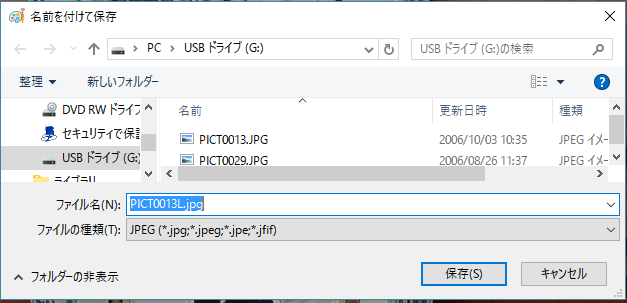 名前を付けて保存
PC > USB ドライブ (G:)
USB ドライブ (G:)の検索
整理
新しいフォルダー
名前
更新日時
種類
DVD RW ドライブ
セキュリティで保護
USB ドライブ (G:)
ライブラリ
PICT0013.JPG 2006/10/03 10:35 JPEG イメ
PICT0029.JPG 2006/08/26 11:37 JPEG イメ
ファイル名(N): PICT0013L.jpg
ファイルの種類(T): JPEG (*.jpg;*.jpeg;*.jpe;*.jfif)
フォルダーの非表示
保存(S)
キャンセル